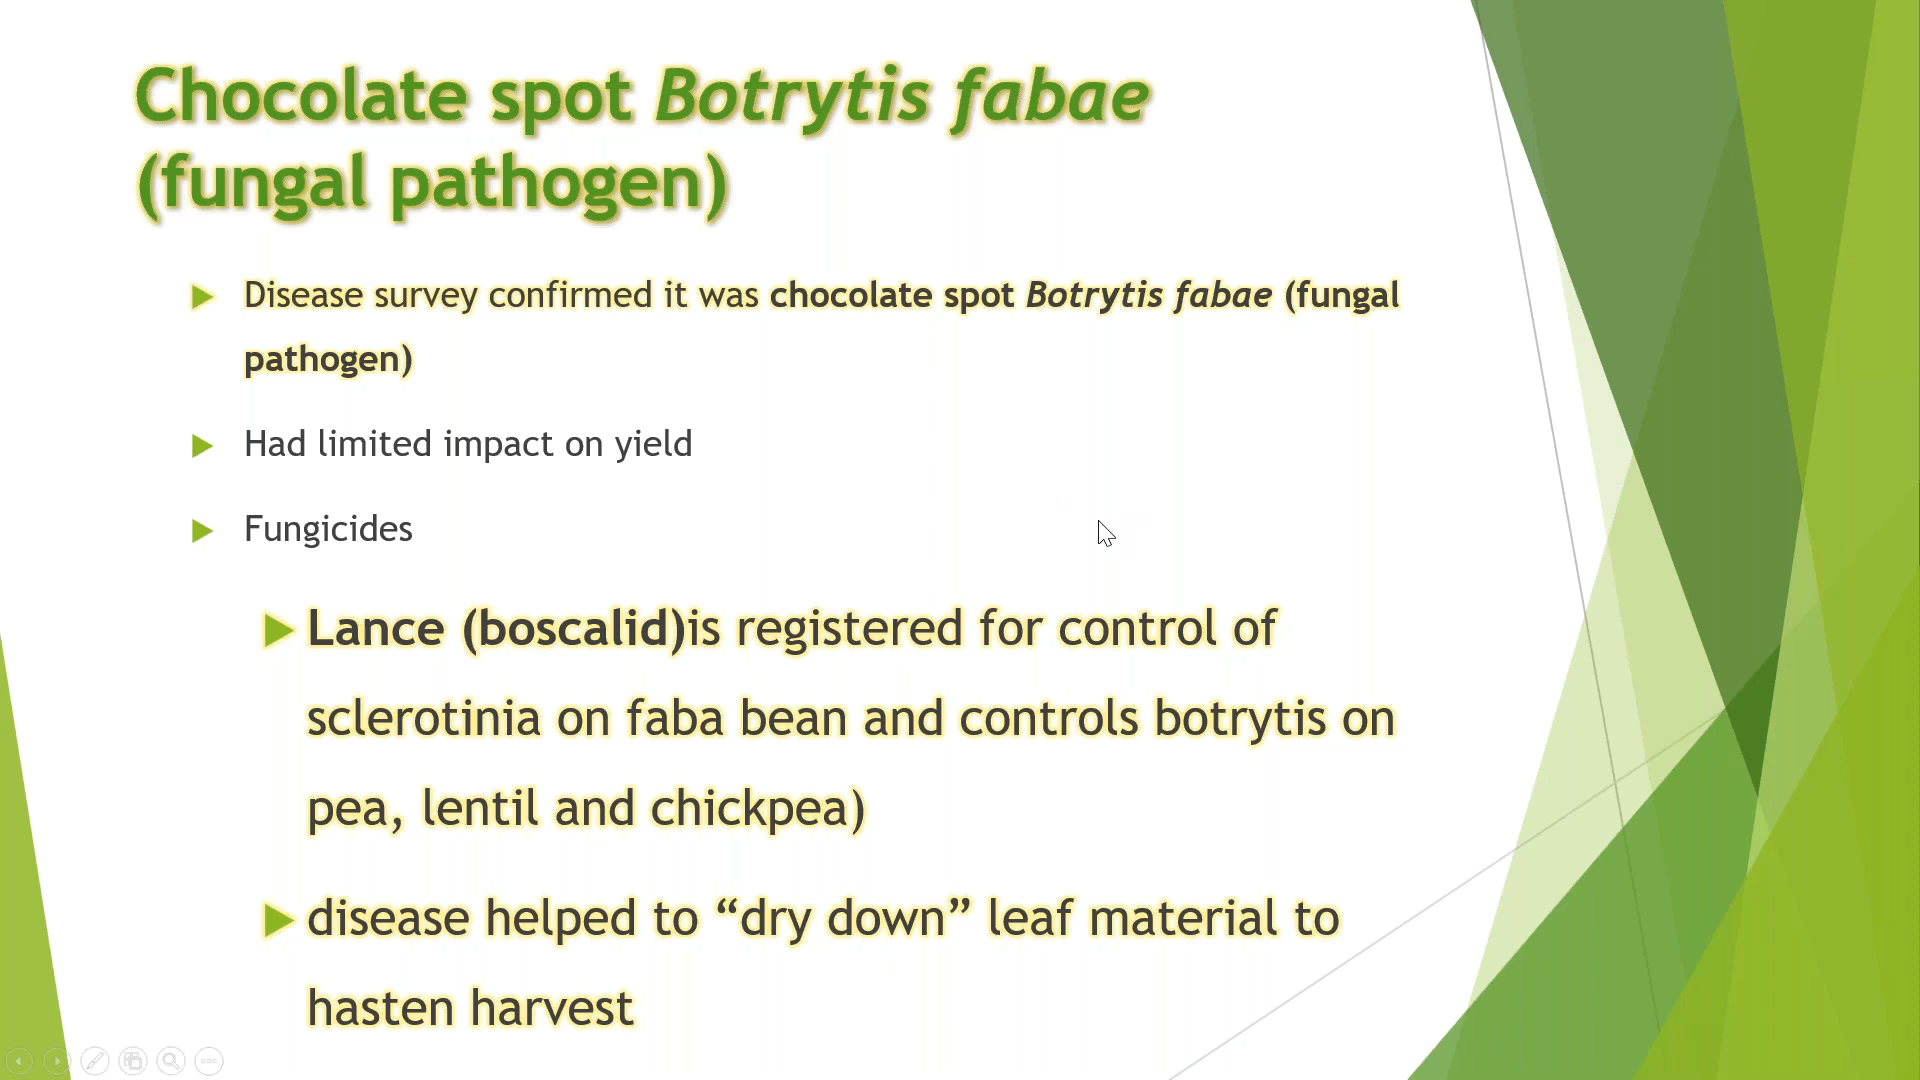 Chocolate spot Botrytis fabae
(fungal pathogen)
Disease survey confirmed it was chocolate spot Botrytis fabae (fungal
pathogen)
Had limited impact on yield
Fungicides
Lance (boscalid)is registered for control of
sclerotinia on faba bean and controls botrytis on
pea, lentil and chickpea)
disease helped to “dry down” leaf material to
hasten harvest